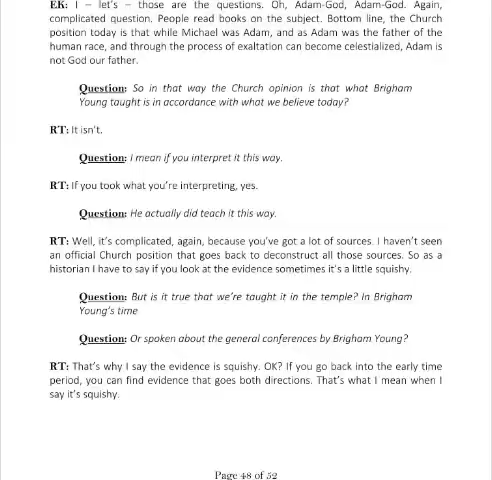 EK: I – let's – those are the questions. Oh, Adam-God, Adam-God. Again,
complicated question. People read books on the subject. Bottom line, the Church
position today is that while Michael was Adam, and as Adam was the father of the
human race, and through the process of exaltation can become celestialized, Adam is
not God our father.
Question: So in that way the Church opinion is that what Brigham
Young taught is in accordance with what we believe today?
RT: It isn't.
Question: I mean if you interpret it this way.
RT: If you took what you're interpreting, yes.
Question: He actually did teach it this way.
RT: Well, it's complicated, again, because you've got a lot of sources. I haven't seen
an official Church position that goes back to deconstruct all those sources. So as a
historian I have to say if you look at the evidence sometimes it's a little squishy.
Question: But is it true that we're taught it in the temple? In Brigham
Young's time
Question: Or spoken about the general conferences by Brigham Young?
RT: That's why I say the evidence is squishy. OK? If you go back into the early time
period, you can find evidence that goes both directions. That's what I mean when I
say it's squishy.
Page 48 of 52